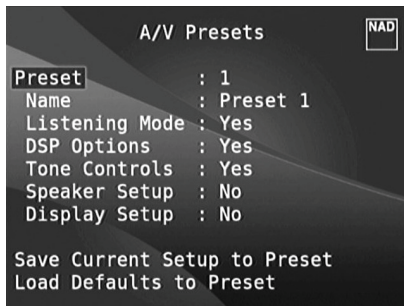 A/V Presets
NAD
Preset : 1
Name : Preset 1
Listening Mode : Yes
DSP Options : Yes
Tone Controls : Yes
Speaker Setup : No
Display Setup : No
Save Current Setup to Preset
Load Defaults to Preset